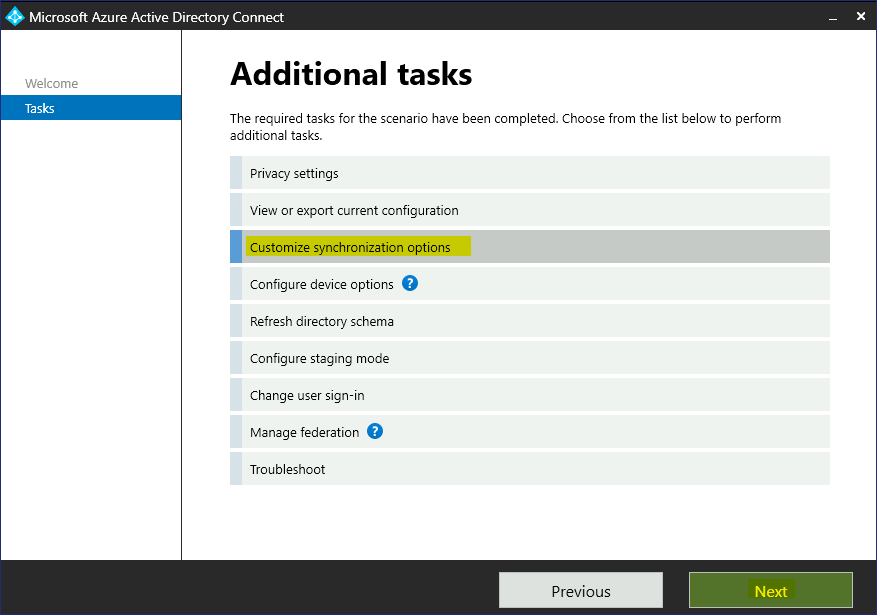 Microsoft Azure Active Directory Connect
Welcome
Tasks
Additional tasks
The required tasks for the scenario have been completed. Choose from the list below to perform
additional tasks.
Privacy settings
View or export current configuration
Customize synchronization options
Configure device options ?
Refresh directory schema
Configure staging mode
Change user sign-in
Manage federation ?
Troubleshoot
Previous
Next